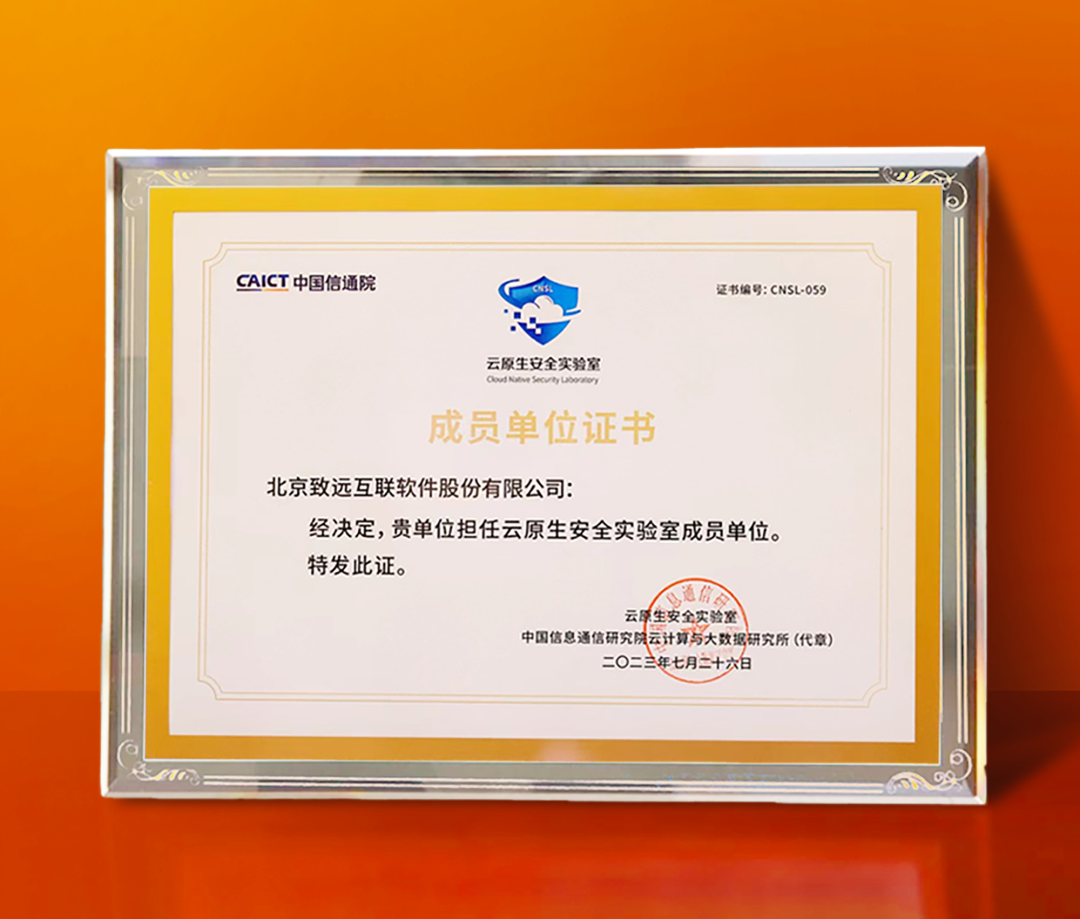 CAICT 中国信通院
CNSL
证书编号：CNSL-059
云原生安全实验室
Cloud Native Security Laboratory
成员单位证书
北京致远互联软件股份有限公司：
经决定，贵单位担任云原生安全实验室成员单位。
特发此证。
云原生安全实验室
中国信息通信研究院云计算与大数据研究所（代章）
二〇二三年七月二十六日
息通信研